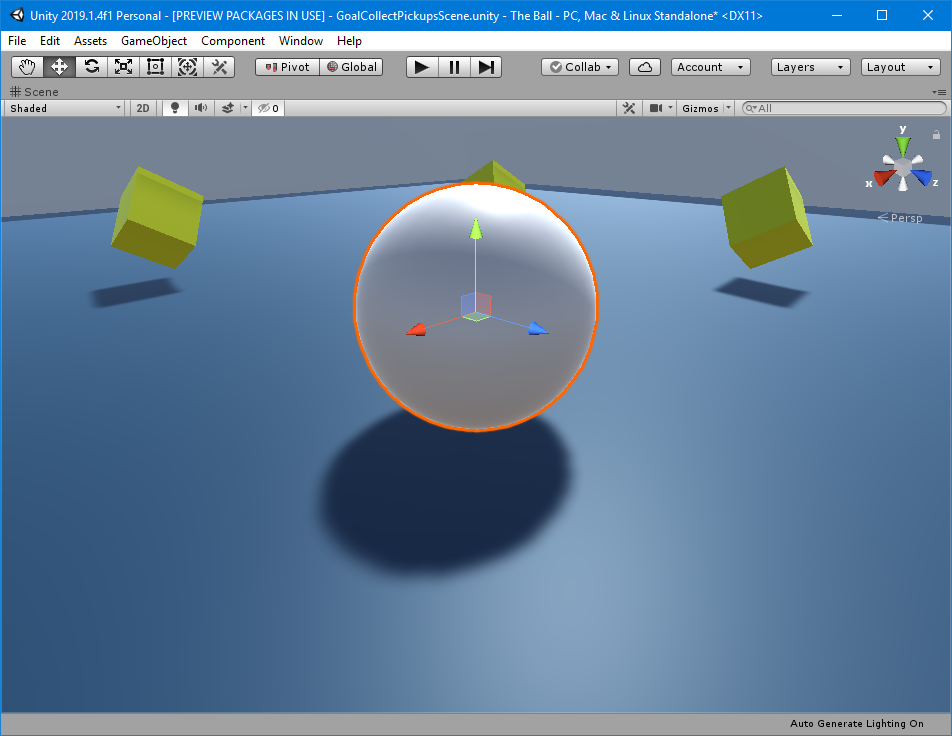 Unity 2019.1.4f1 Personal - [PREVIEW PACKAGES IN USE] - GoalCollectPickupsScene.unity - The Ball - PC, Mac & Linux Standalone* <DX11>
File Edit Assets GameObject Component Window Help
Pivot Global Collab Account Layers Layout
Scene
Shaded 2D 0 Gizmos All
y
x z
Persp
Auto Generate Lighting On